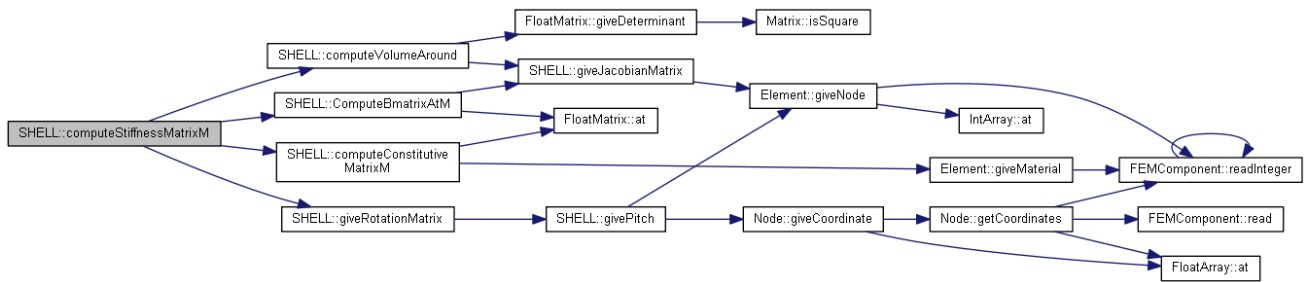 FloatMatrix::giveDeterminant
Matrix::isSquare
SHELL::computeVolumeAround
SHELL::giveJacobianMatrix
Element::giveNode
SHELL::ComputeBmatrixAtM
FloatMatrix::at
IntArray::at
SHELL::computeStiffnessMatrixM
SHELL::computeConstitutive
MatrixM
Element::giveMaterial
FEMComponent::readInteger
SHELL::giveRotationMatrix
SHELL::givePitch
Node::giveCoordinate
Node::getCoordinates
FEMComponent::read
FloatArray::at